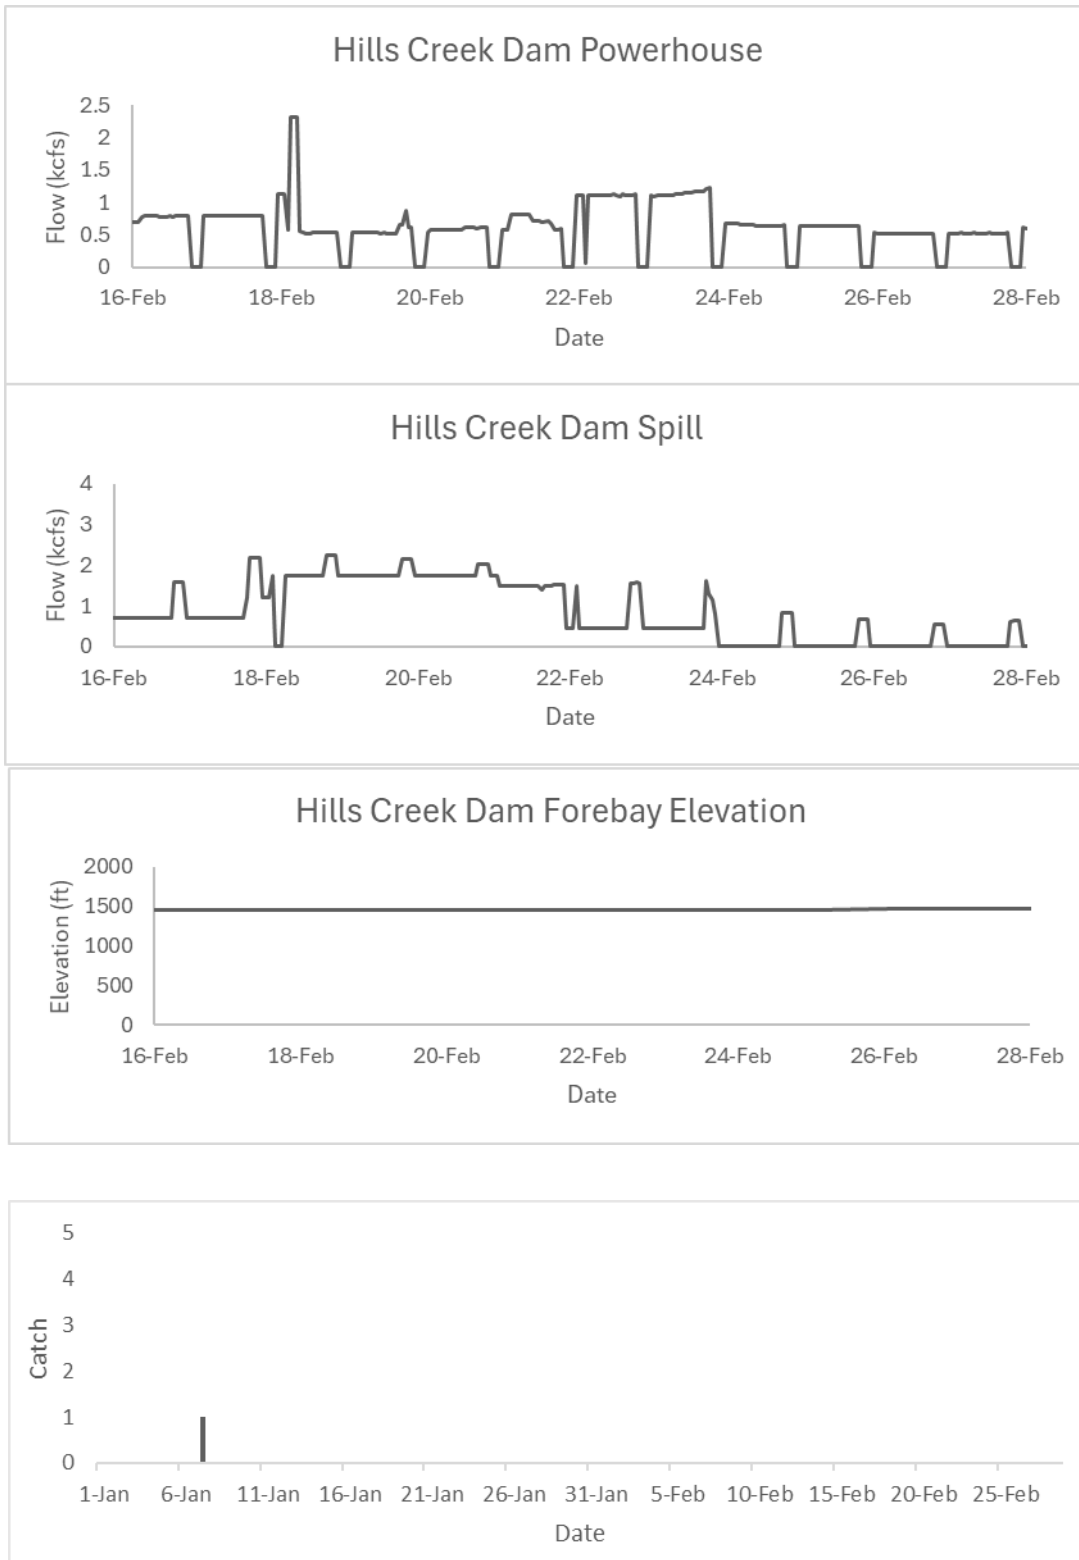 Hills Creek Dam Powerhouse
Flow (kcfs)
2.5
2
1.5
1
0.5
0
16-Feb 18-Feb 20-Feb 22-Feb 24-Feb 26-Feb 28-Feb
Date
Hills Creek Dam Spill
Flow (kcfs)
4
3
2
1
0
16-Feb 18-Feb 20-Feb 22-Feb 24-Feb 26-Feb 28-Feb
Date
Hills Creek Dam Forebay Elevation
Elevation (ft)
2000
1500
1000
500
0
16-Feb 18-Feb 20-Feb 22-Feb 24-Feb 26-Feb 28-Feb
Date
Catch
5
4
3
2
1
0
1-Jan 6-Jan 11-Jan 16-Jan 21-Jan 26-Jan 31-Jan 5-Feb 10-Feb 15-Feb 20-Feb 25-Feb
Date